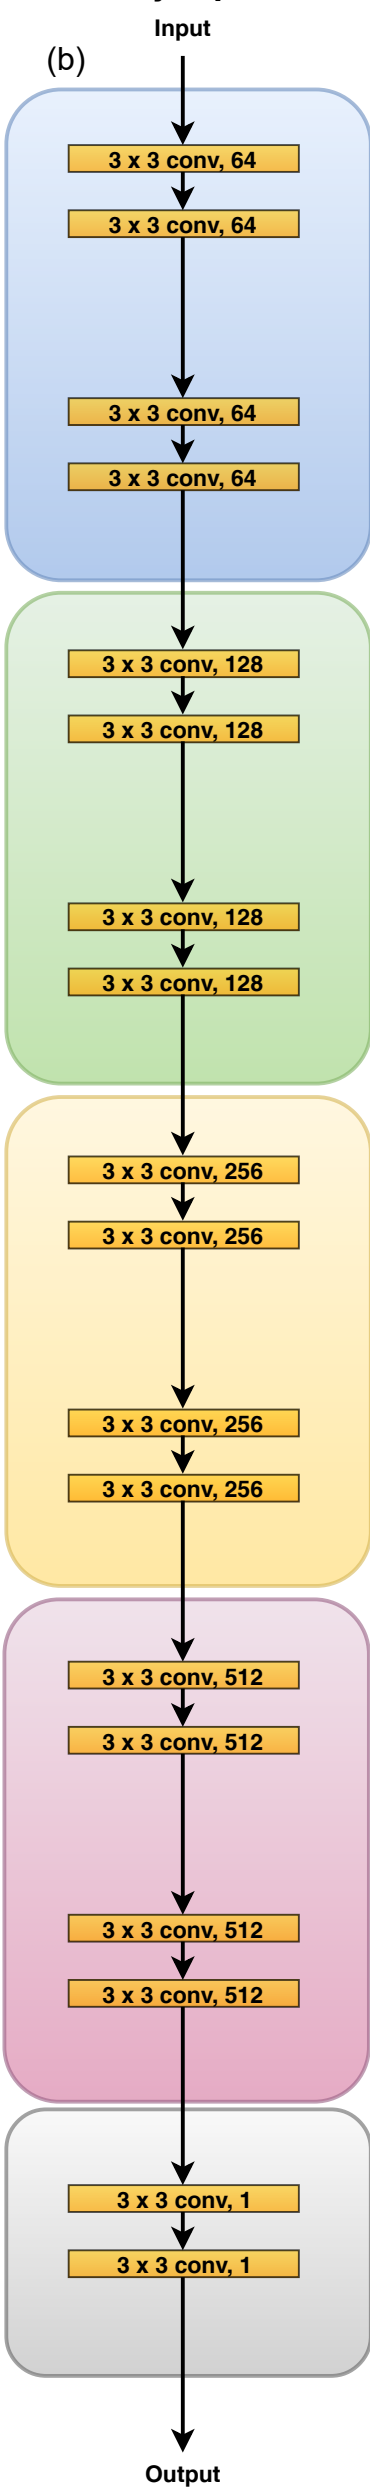 Input
(b)
3 x 3 conv, 64
3 x 3 conv, 64
3 x 3 conv, 64
3 x 3 conv, 64
3 x 3 conv, 128
3 x 3 conv, 128
3 x 3 conv, 128
3 x 3 conv, 128
3 x 3 conv, 256
3 x 3 conv, 256
3 x 3 conv, 256
3 x 3 conv, 256
3 x 3 conv, 512
3 x 3 conv, 512
3 x 3 conv, 512
3 x 3 conv, 512
3 x 3 conv, 1
3 x 3 conv, 1
Output